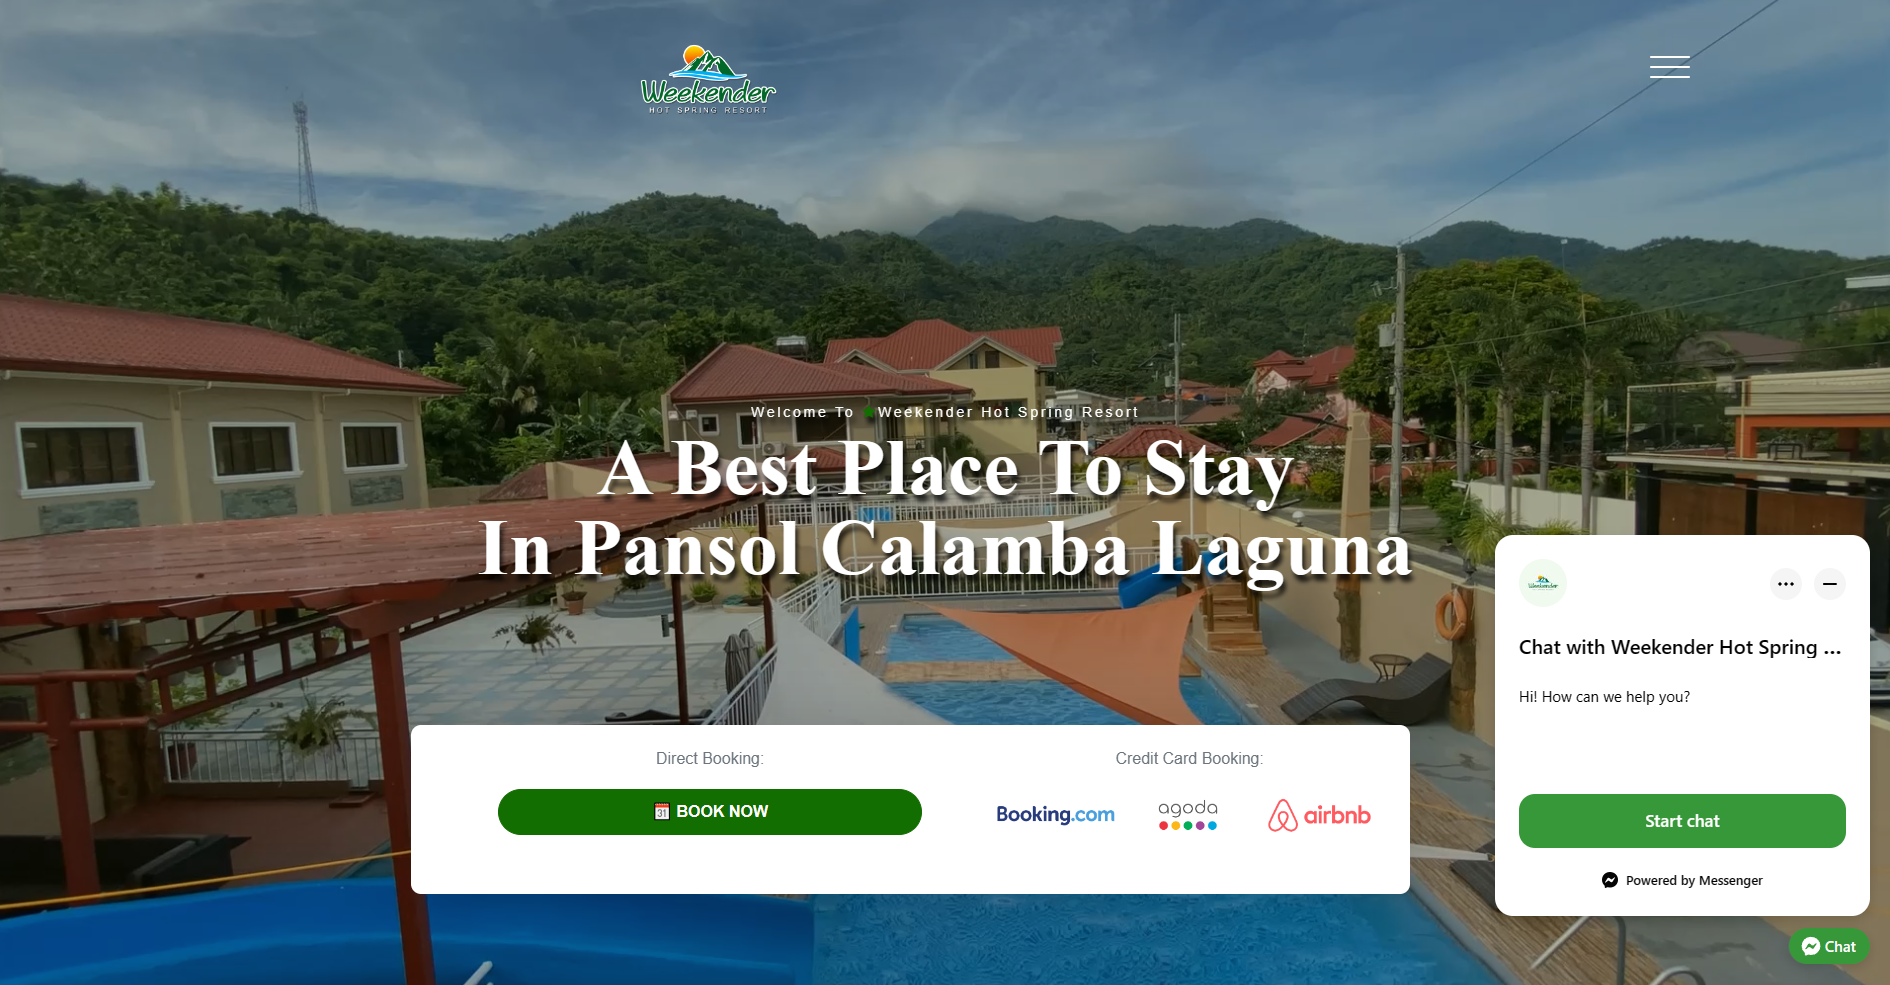 Weekender
HOT SPRING RESORT
Welcome To Weekender Hot Spring Resort
A Best Place To Stay
In Pansol Calamba Laguna
Direct Booking:
31 BOOK NOW
Credit Card Booking:
Booking.com
agoda
airbnb
Weekender
Chat with Weekender Hot Spring ...
Hi! How can we help you?
Start chat
Powered by Messenger
Chat